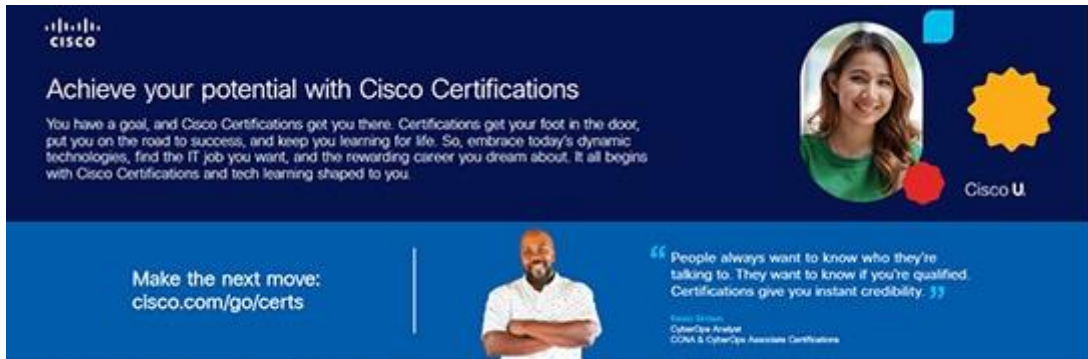 CISCO
Achieve your potential with Cisco Certifications
You have a goal, and Cisco Certifications get you there. Certifications get your foot in the door,
put you on the road to success, and keep you learning for life. So, embrace today's dynamic
technologies, find the IT job you want, and the rewarding career you dream about. It all begins
with Cisco Certifications and tech learning shaped to you.
Cisco U.
Make the next move:
cisco.com/go/certs
“ People always want to know who they're
talking to. They want to know if you're qualified.
Certifications give you instant credibility. ”
CyberOps Analyst
CCNA & CyberOps Associate Certifications